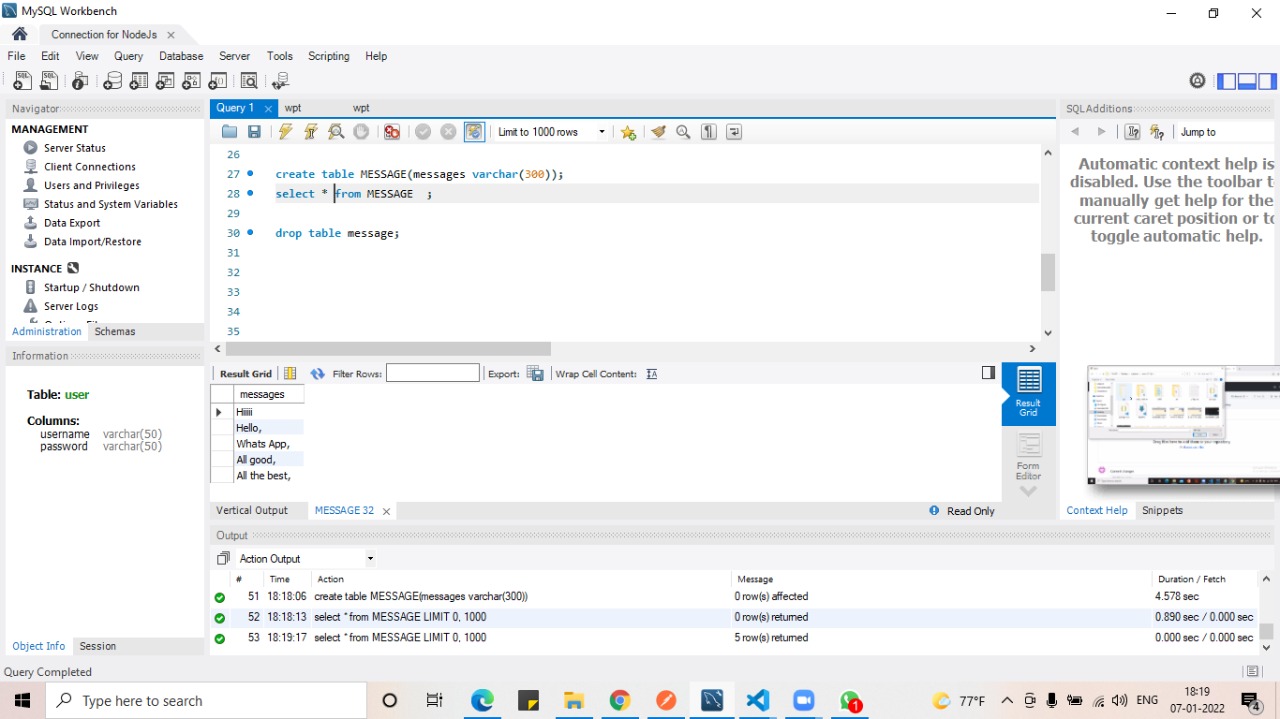 MySQL Workbench
Connection for NodeJs
File Edit View Query Database Server Tools Scripting Help
Navigator
MANAGEMENT
Server Status
Client Connections
Users and Privileges
Status and System Variables
Data Export
Data Import/Restore
INSTANCE
Startup / Shutdown
Server Logs
Administration Schemas
Information
Table: user
Columns:
username varchar(50)
password varchar(50)
Object Info Session
Query 1 wpt wpt
Limit to 1000 rows
26
27 create table MESSAGE(messages varchar(300));
28 select * from MESSAGE ;
29
30 drop table message;
31
32
33
34
35
Result Grid Filter Rows: Export: Wrap Cell Content:
messages
Hiiiii
Hello,
Whats App,
All good,
All the best,
Result
Grid
Form
Editor
Vertical Output MESSAGE 32 Read Only
Output
Action Output
# Time Action Message Duration / Fetch
51 18:18:06 create table MESSAGE(messages varchar(300)) 0 row(s) affected 4.578 sec
52 18:18:13 select * from MESSAGE LIMIT 0, 1000 0 row(s) returned 0.890 sec / 0.000 sec
53 18:19:17 select * from MESSAGE LIMIT 0, 1000 5 row(s) returned 0.000 sec / 0.000 sec
SQLAdditions
Jump to
Automatic context help is
disabled. Use the toolbar t
manually get help for the
current caret position or to
toggle automatic help.
Context Help Snippets
Query Completed
Type here to search
1
77°F
ENG
18:19
07-01-2022
4